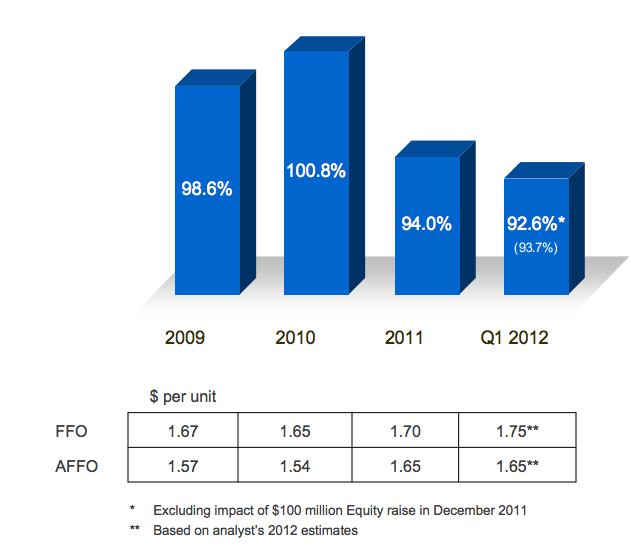 98.6%
100.8%
94.0%
92.6%*
(93.7%)
2009 2010 2011 Q1 2012
$ per unit
FFO 1.67 1.65 1.70 1.75**
AFFO 1.57 1.54 1.65 1.65**
* Excluding impact of $100 million Equity raise in December 2011
** Based on analyst's 2012 estimates